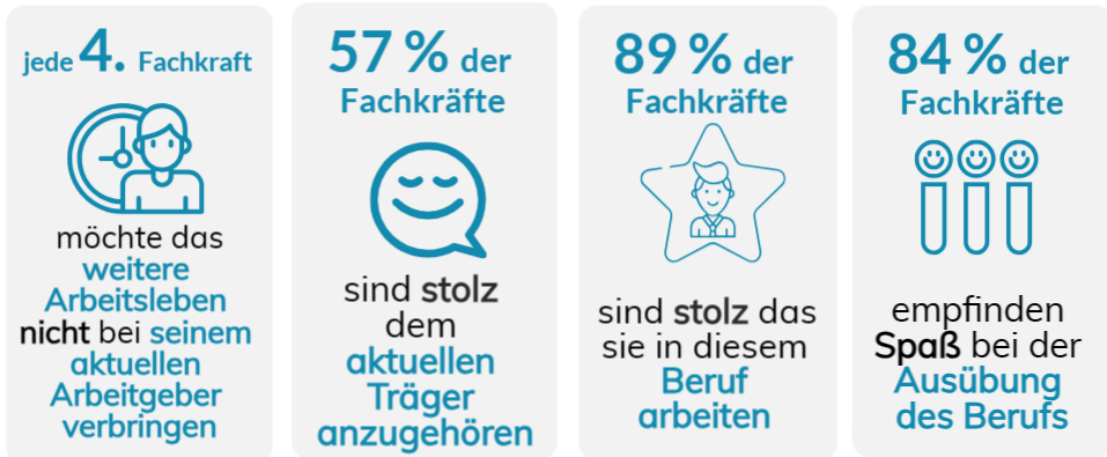 jede 4. Fachkraft
möchte das
weitere
Arbeitsleben
nicht bei seinem
aktuellen
Arbeitgeber
verbringen
57 % der
Fachkräfte
sind stolz
dem
aktuellen
Träger
anzugehören
89 % der
Fachkräfte
sind stolz das
sie in diesem
Beruf
arbeiten
84 % der
Fachkräfte
empfinden
Spaß bei der
Ausübung
des Berufs